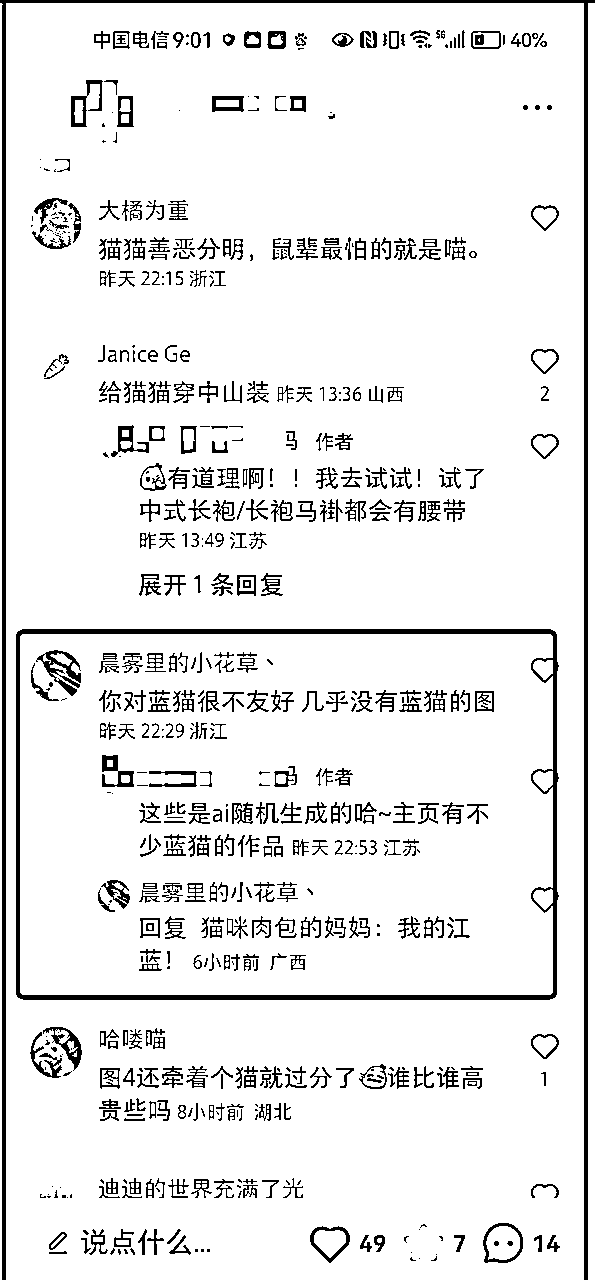 中国电信 9:01 5G 40%
大橘为重
猫猫善恶分明，鼠辈最怕的就是喵。
昨天 22:15 浙江
Janice Ge
给猫猫穿中山装 昨天 13:36 山西
2
作者
有道理啊！！我去试试！试了
中式长袍/长袍马褂都会有腰带
昨天 13:49 江苏
展开 1 条回复
晨雾里的小花草、
你对蓝猫很不友好 几乎没有蓝猫的图
昨天 22:29 浙江
作者
这些是ai随机生成的哈~主页有不
少蓝猫的作品 昨天 22:53 江苏
晨雾里的小花草、
回复 猫咪肉包的妈妈：我的江
蓝！ 6小时前 广西
哈喽喵
图4还牵着个猫就过分了谁比谁高
贵些吗 8小时前 湖北
1
迪迪的世界充满了光
说点什么... 49 7 14